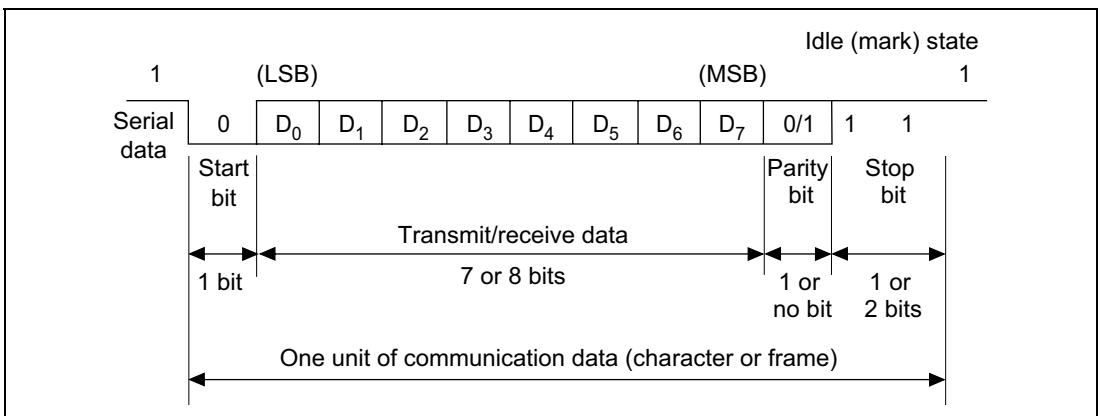 Idle (mark) state
1 (LSB) (MSB) 1
Serial data 0 D0 D1 D2 D3 D4 D5 D6 D7 0/1 1 1
Start bit
Parity bit
Stop bit
Transmit/receive data
1 bit
7 or 8 bits
1 or no bit
1 or 2 bits
One unit of communication data (character or frame)